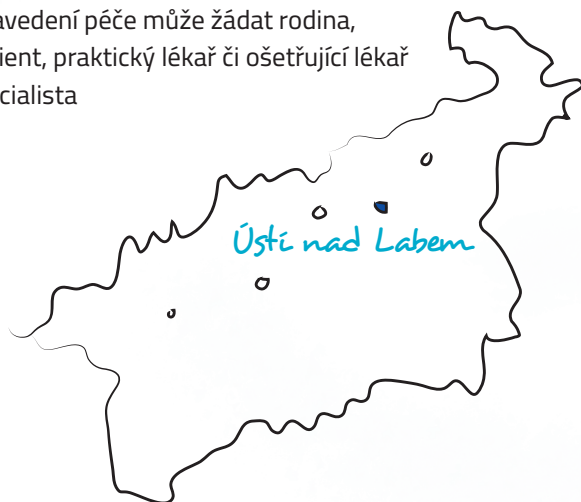 avedení péče může žádat rodina,
ient, praktický lékař či ošetřující lékař
cialista
Ústí nad Labem